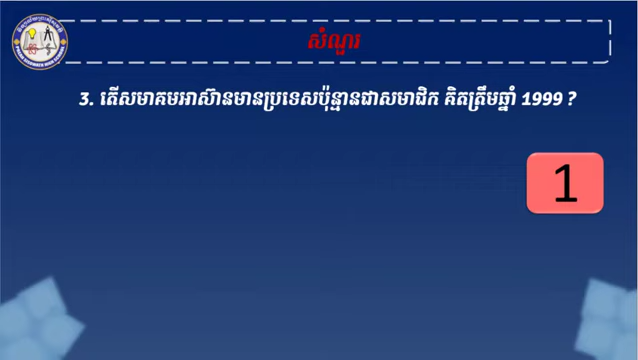 សំណួរ
3. តើសមាគមអាស៊ានមានប្រទេសប៉ុន្មានជាសមាជិក គិតត្រឹមឆ្នាំ 1999 ?
1